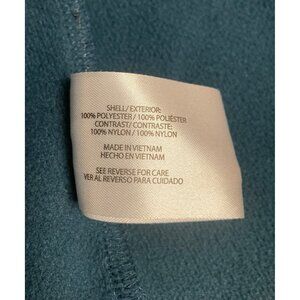 SHELL/ EXTERIOR:
100% POLYESTER / 100% POLIÉSTER
CONTRAST/ CONTRASTE:
100% NYLON / 100% NYLON
MADE IN VIETNAM
HECHO EN VIETNAM
SEE REVERSE FOR CARE
VER AL REVERSO PARA CUIDADO